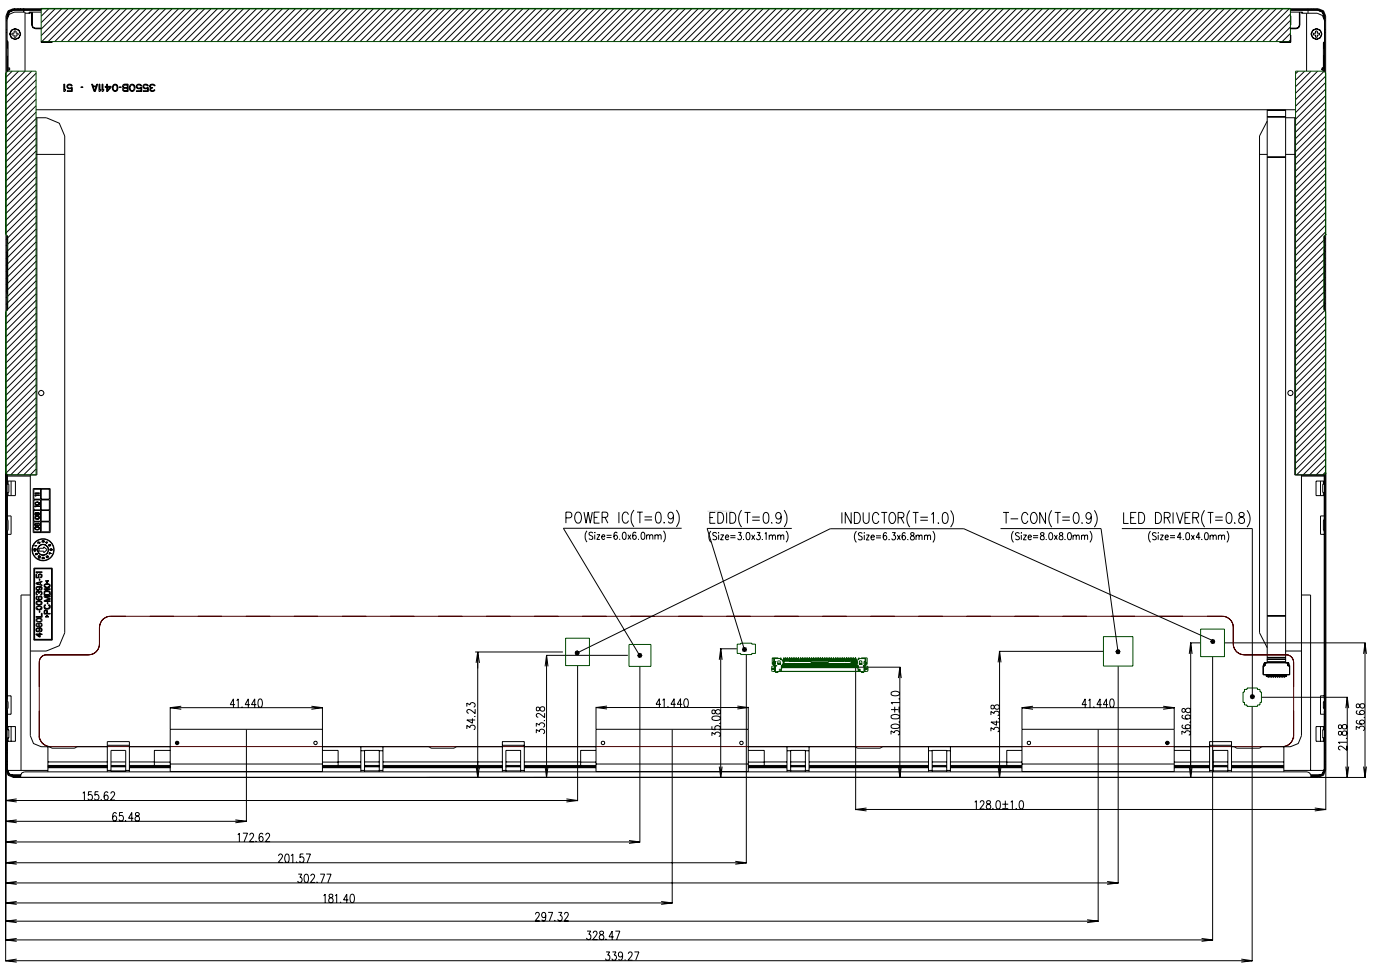 3550B-0411A - S1
POWER IC(T=0.9)
(Size=6.0x6.0mm)
EDID(T=0.9)
(Size=3.0x3.1mm)
INDUCTOR(T=1.0)
(Size=6.3x6.8mm)
T-CON(T=0.9)
(Size=8.0x8.0mm)
LED DRIVER(T=0.8)
(Size=4.0x4.0mm)
41.440
34.23
33.28
41.440
35.08
30.0±1.0
34.38
41.440
36.68
21.88
36.68
155.62
128.0±1.0
65.48
172.62
201.57
302.77
181.40
297.32
328.47
339.27